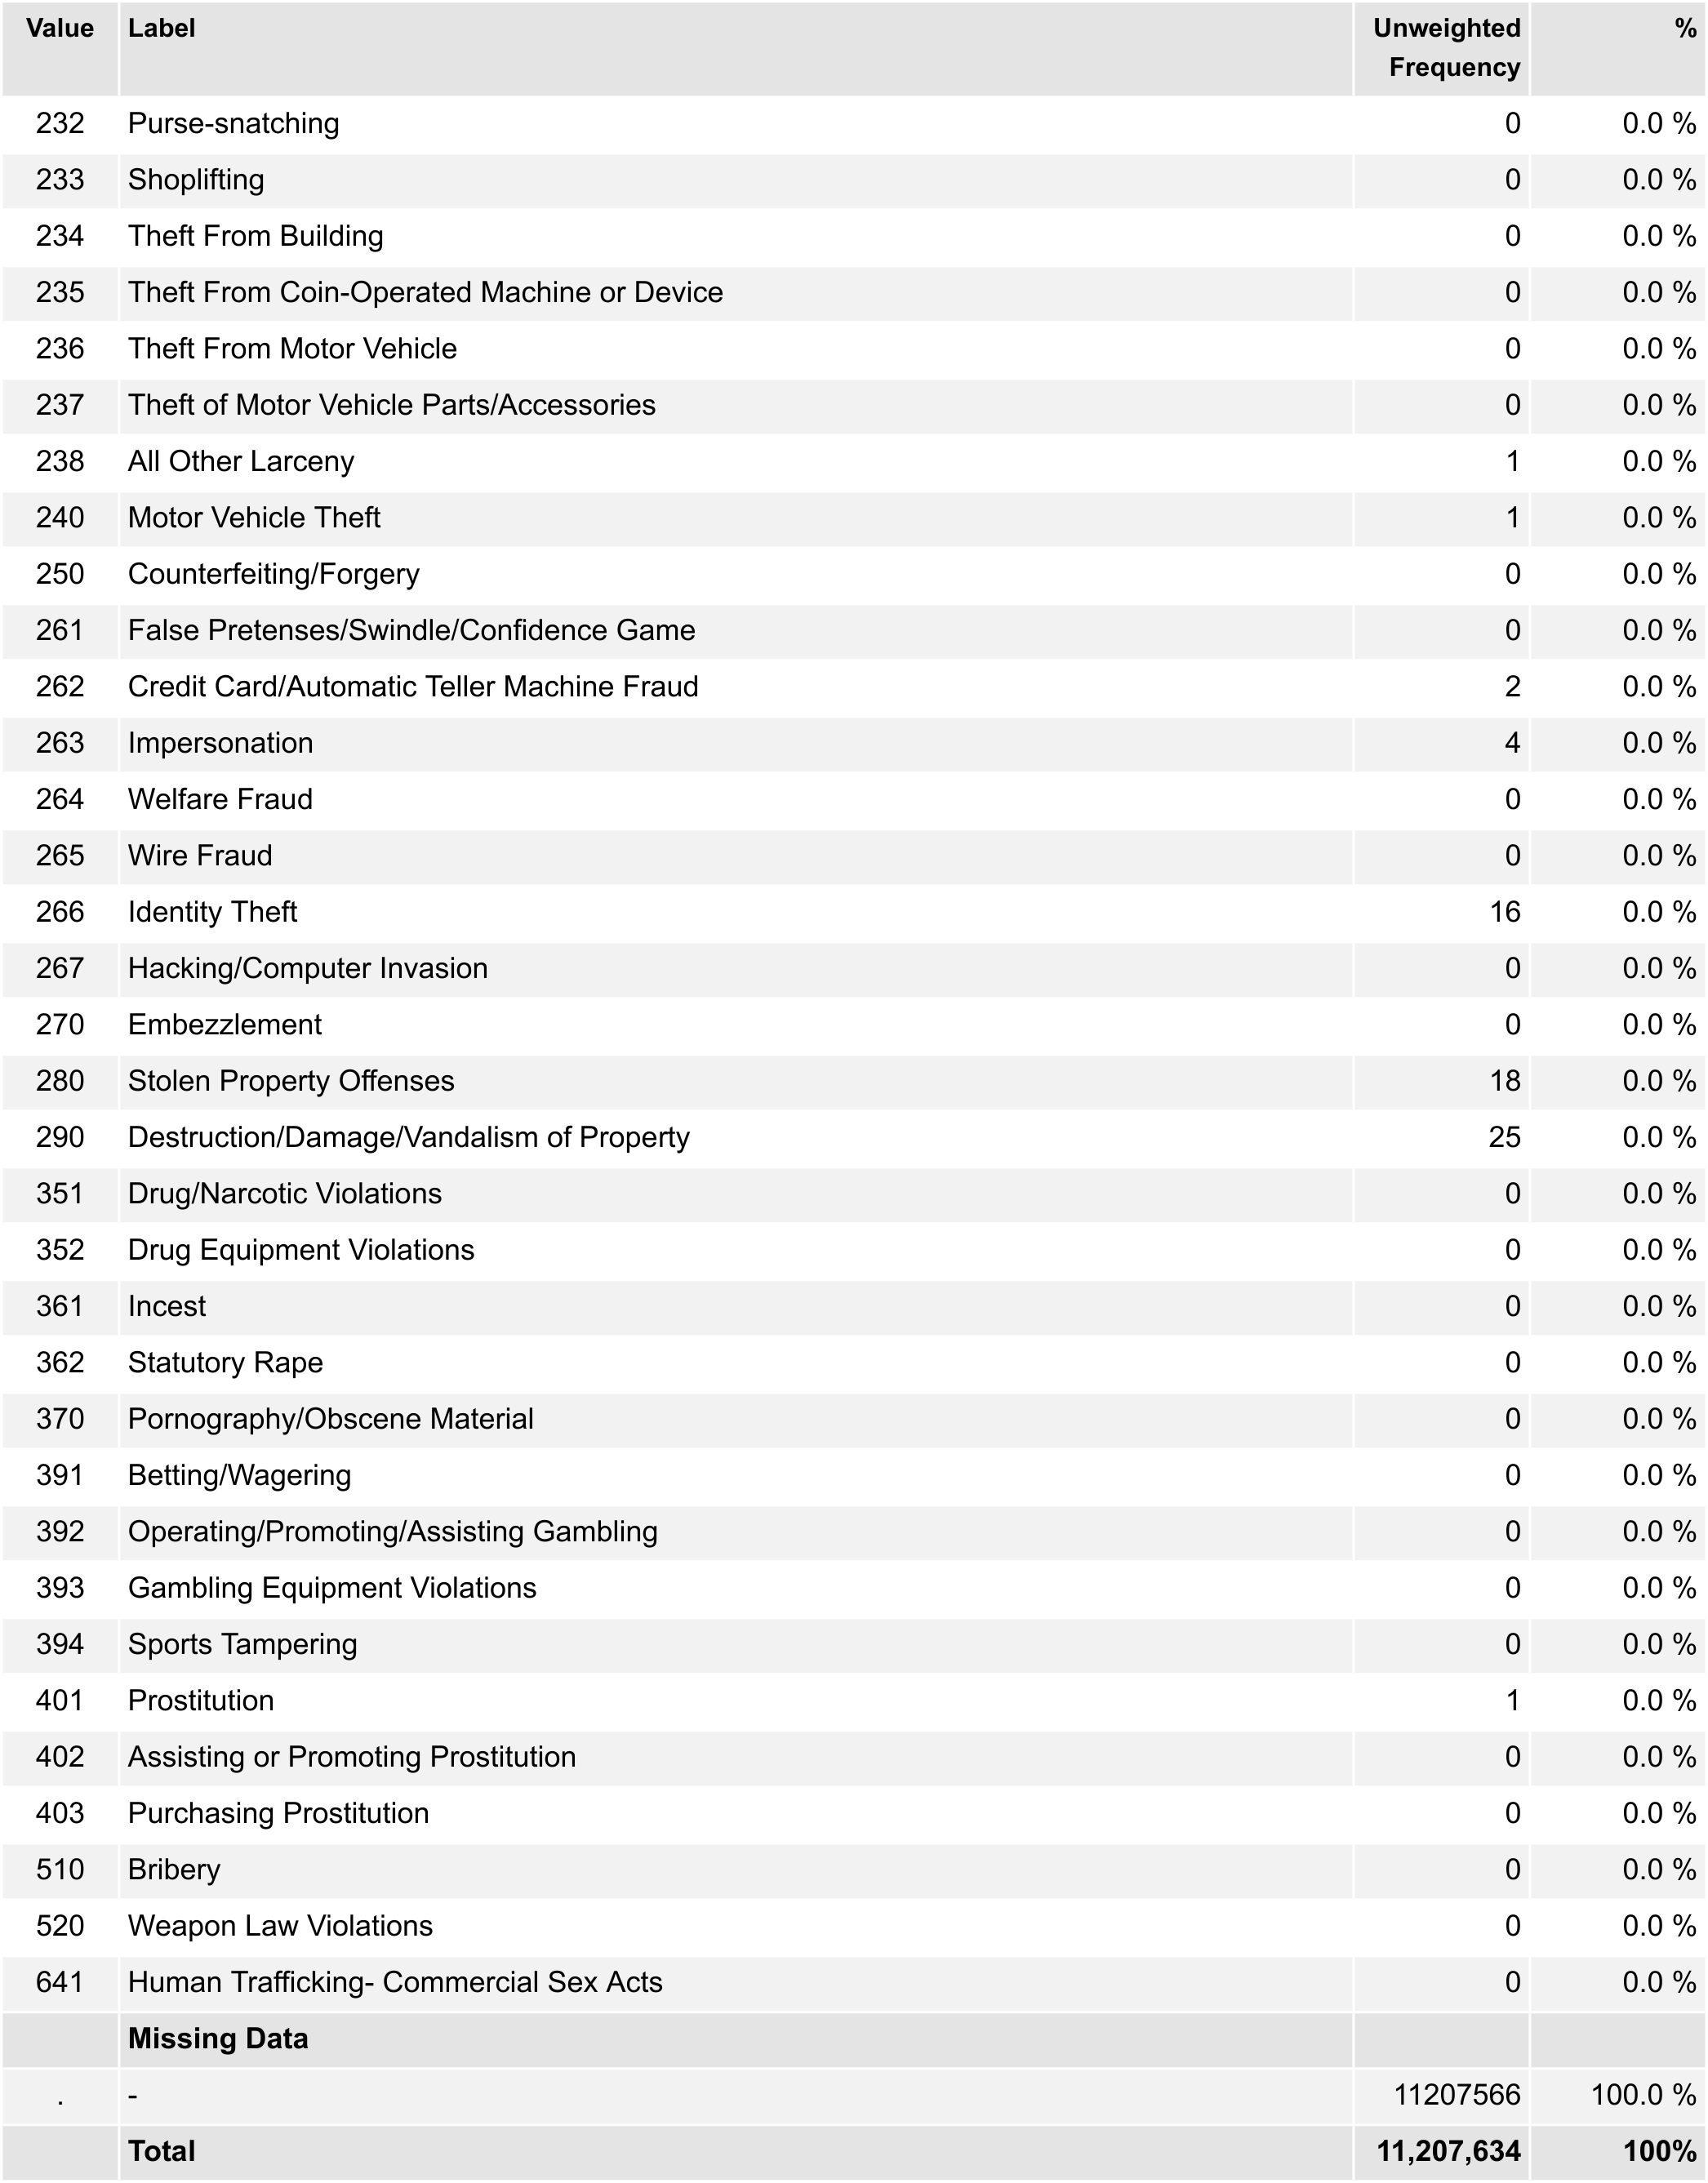 Value Label Unweighted Frequency %
232 Purse-snatching 0 0.0 %
233 Shoplifting 0 0.0 %
234 Theft From Building 0 0.0 %
235 Theft From Coin-Operated Machine or Device 0 0.0 %
236 Theft From Motor Vehicle 0 0.0 %
237 Theft of Motor Vehicle Parts/Accessories 0 0.0 %
238 All Other Larceny 1 0.0 %
240 Motor Vehicle Theft 1 0.0 %
250 Counterfeiting/Forgery 0 0.0 %
261 False Pretenses/Swindle/Confidence Game 0 0.0 %
262 Credit Card/Automatic Teller Machine Fraud 2 0.0 %
263 Impersonation 4 0.0 %
264 Welfare Fraud 0 0.0 %
265 Wire Fraud 0 0.0 %
266 Identity Theft 16 0.0 %
267 Hacking/Computer Invasion 0 0.0 %
270 Embezzlement 0 0.0 %
280 Stolen Property Offenses 18 0.0 %
290 Destruction/Damage/Vandalism of Property 25 0.0 %
351 Drug/Narcotic Violations 0 0.0 %
352 Drug Equipment Violations 0 0.0 %
361 Incest 0 0.0 %
362 Statutory Rape 0 0.0 %
370 Pornography/Obscene Material 0 0.0 %
391 Betting/Wagering 0 0.0 %
392 Operating/Promoting/Assisting Gambling 0 0.0 %
393 Gambling Equipment Violations 0 0.0 %
394 Sports Tampering 0 0.0 %
401 Prostitution 1 0.0 %
402 Assisting or Promoting Prostitution 0 0.0 %
403 Purchasing Prostitution 0 0.0 %
510 Bribery 0 0.0 %
520 Weapon Law Violations 0 0.0 %
641 Human Trafficking- Commercial Sex Acts 0 0.0 %
Missing Data
. - 11207566 100.0 %
Total 11,207,634 100%